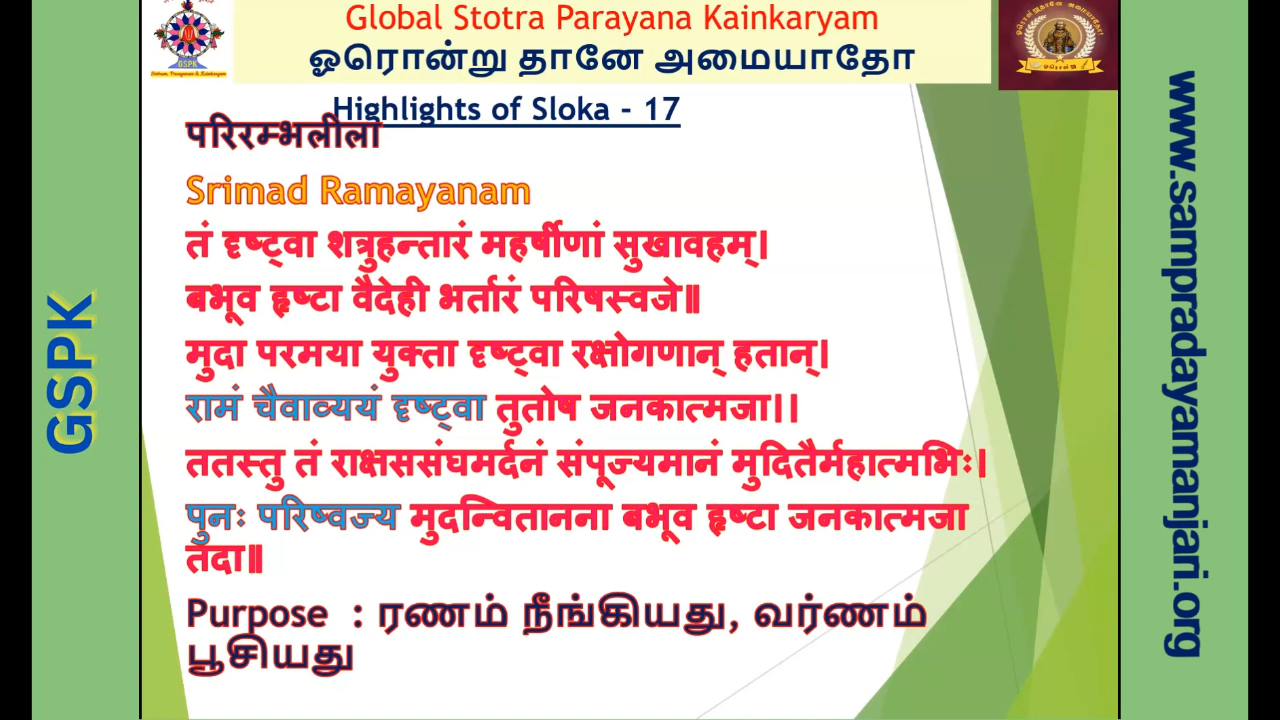 Global Stotra Parayana Kainkaryam
ஓரொன்று தானே அமையாதோ
Highlights of Sloka - 17
परिरम्भलीला
Srimad Ramayanam
तं दृष्ट्वा शत्रुहन्तारं महर्षीणां सुखावहम्।
बभूव हृष्टा वैदेही भर्तारं परिषस्वजे॥
मुदा परमया युक्ता दृष्ट्वा रक्षोगणान् हतान्।
रामं चैवाव्ययं दृष्ट्वा तुतोष जनकात्मजा।।
ततस्तु तं राक्षससंघमर्दनं संपूज्यमानं मुदितैर्महात्मभिः।
पुनः परिष्वज्य मुदन्वितानना बभूव हृष्टा जनकात्मजा
तदा॥
Purpose : ரணம் நீங்கியது, வர்ணம்
பூசியது
GSPK
www.sampradayamanjari.org
GSPK